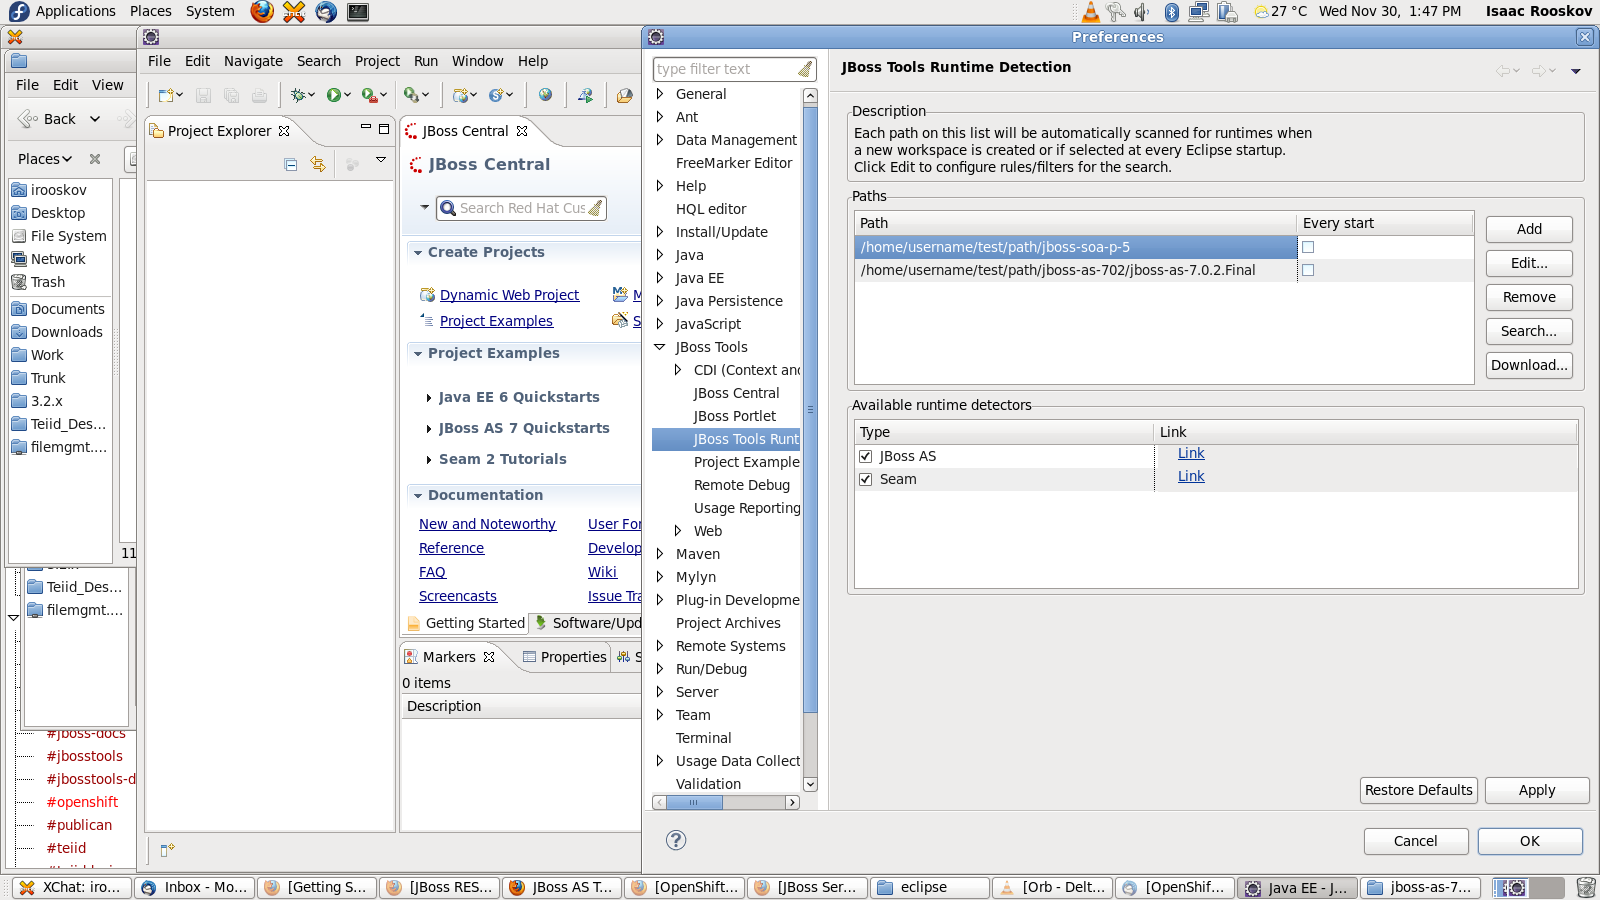 Applications Places System
27 °C Wed Nov 30, 1:47 PM Isaac Rooskov
File Edit View
Back
Places
irooskov
Desktop
File System
Network
Trash
Documents
Downloads
Work
Trunk
3.2.x
Teiid_Des...
filemgmt....
11
Teiid_Des...
filemgmt....
#jboss-docs
#jbosstools
#jbosstools-d
#openshift
#publican
#teiid
File Edit Navigate Search Project Run Window Help
Project Explorer
JBoss Central
JBoss Central
Search Red Hat Cus
Create Projects
Dynamic Web Project
M
Project Examples
S
Project Examples
Java EE 6 Quickstarts
JBoss AS 7 Quickstarts
Seam 2 Tutorials
Documentation
New and Noteworthy User For
Reference Develop
FAQ Wiki
Screencasts Issue Tra
Getting Started Software/Upd
Markers Properties S
0 items
Description
Preferences
type filter text
General
Ant
Data Management
FreeMarker Editor
Help
HQL editor
Install/Update
Java
Java EE
Java Persistence
JavaScript
JBoss Tools
CDI (Context and
JBoss Central
JBoss Portlet
JBoss Tools Runt
Project Example
Remote Debug
Usage Reporting
Web
Maven
Mylyn
Plug-in Developme
Project Archives
Remote Systems
Run/Debug
Server
Team
Terminal
Usage Data Collect
Validation
JBoss Tools Runtime Detection
Description
Each path on this list will be automatically scanned for runtimes when
a new workspace is created or if selected at every Eclipse startup.
Click Edit to configure rules/filters for the search.
Paths
Path Every start
/home/username/test/path/jboss-soa-p-5
/home/username/test/path/jboss-as-702/jboss-as-7.0.2.Final
Add
Edit...
Remove
Search...
Download...
Available runtime detectors
Type Link
JBoss AS Link
Seam Link
Restore Defaults Apply
Cancel OK
XChat: iro... Inbox - Mo... [Getting S... [JBoss RES... JBoss AS T... [OpenShift... [JBoss Ser... eclipse [Orb - Delt... [OpenShif... Java EE - J... jboss-as-7...